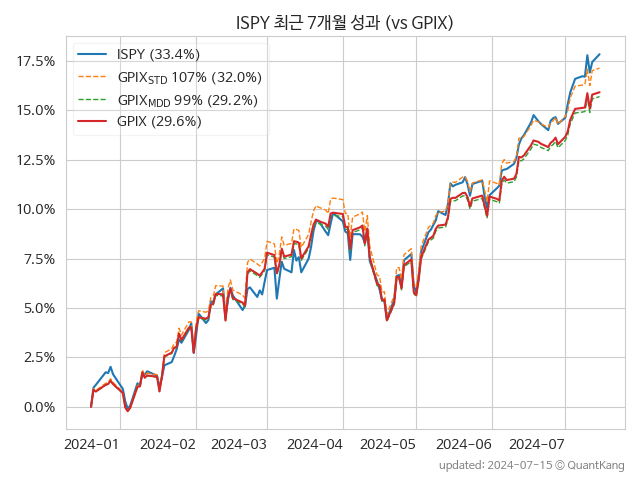 ISPY 최근 7개월 성과 (vs GPIX)
ISPY (33.4%)
GPIX_STD 107% (32.0%)
GPIX_MDD 99% (29.2%)
GPIX (29.6%)
17.5%
15.0%
12.5%
10.0%
7.5%
5.0%
2.5%
0.0%
2024-01 2024-02 2024-03 2024-04 2024-05 2024-06 2024-07
updated: 2024-07-15 © QuantKang